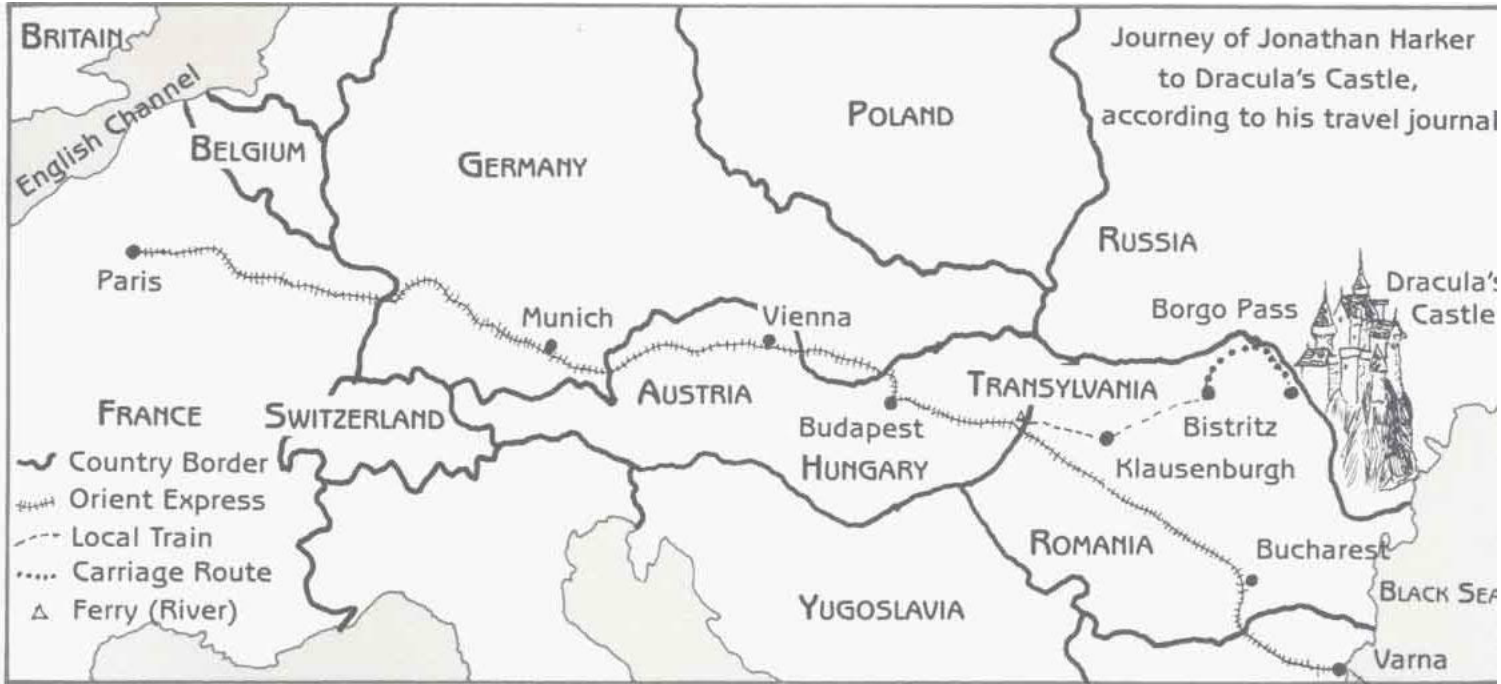 BRITAIN
English Channel
BELGIUM
GERMANY
POLAND
Journey of Jonathan Harker
to Dracula's Castle,
according to his travel journal
RUSSIA
Paris
Munich
Vienna
Borgo Pass
Dracula's
Castle
FRANCE
SWITZERLAND
AUSTRIA
TRANSYLVANIA
Budapest
Bistritz
HUNGARY
Klausenburgh
Country Border
Orient Express
Local Train
Carriage Route
Ferry (River)
ROMANIA
Bucharest
YUGOSLAVIA
BLACK SEA
Varna